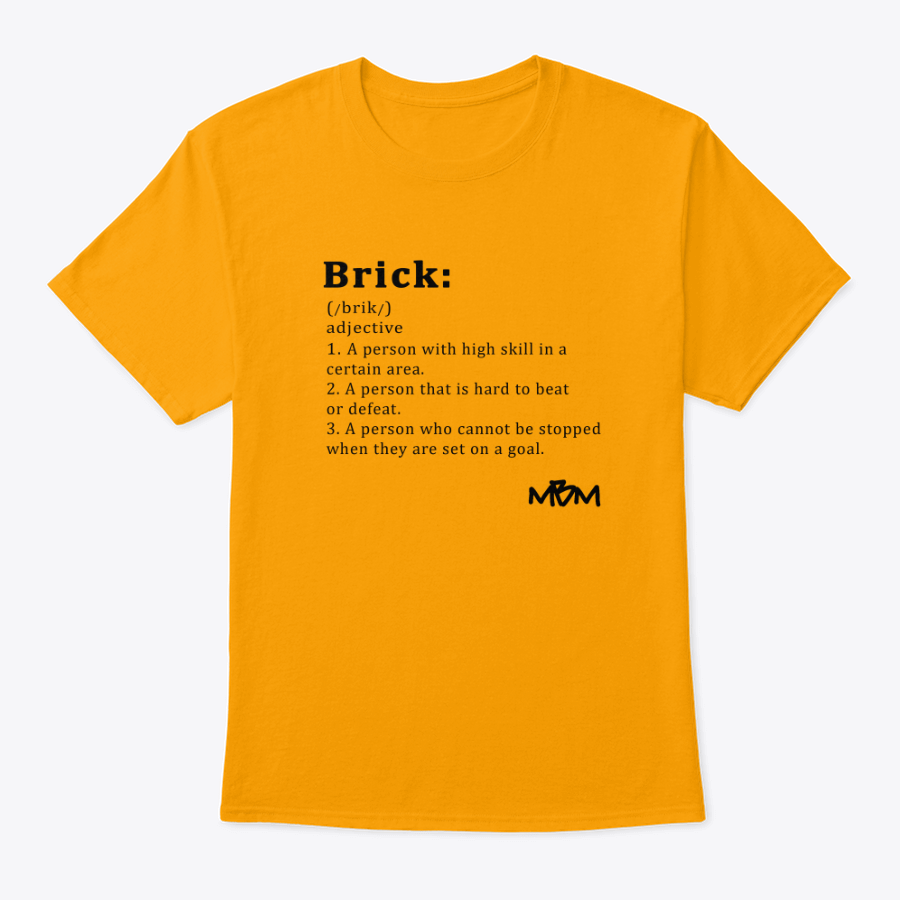 Brick:
(/brik/)
adjective
1. A person with high skill in a
certain area.
2. A person that is hard to beat
or defeat.
3. A person who cannot be stopped
when they are set on a goal.
MBM